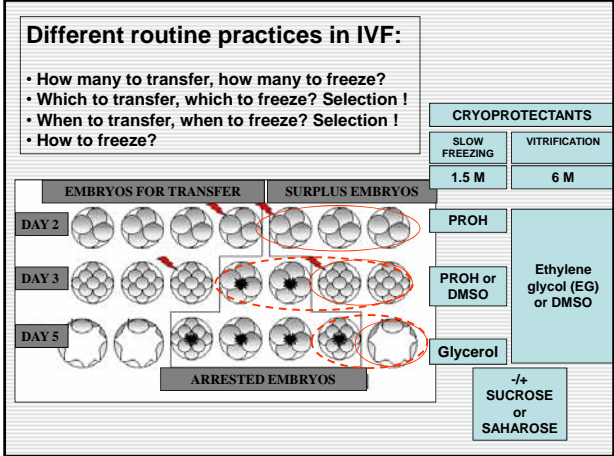 Different routine practices in IVF:
• How many to transfer, how many to freeze?
• Which to transfer, which to freeze? Selection !
• When to transfer, when to freeze? Selection !
• How to freeze?
CRYOPROTECTANTS
SLOW
FREEZING
VITRIFICATION
1.5 M
6 M
EMBRYOS FOR TRANSFER
SURPLUS EMBRYOS
DAY 2
PROH
DAY 3
PROH or
DMSO
Ethylene
glycol (EG)
or DMSO
DAY 5
Glycerol
ARRESTED EMBRYOS
-/+
SUCROSE
or
SAHAROSE